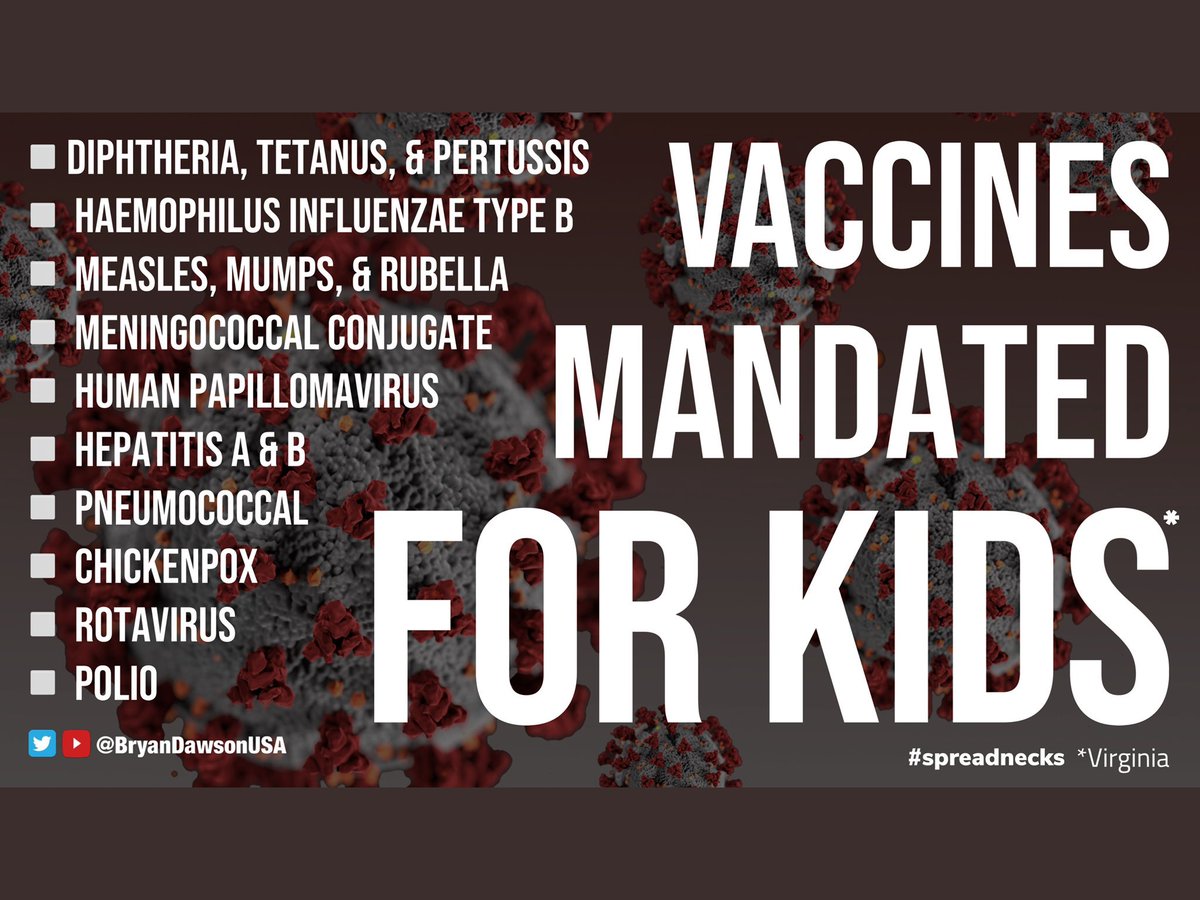 DIPHTHERIA, TETANUS, & PERTUSSIS
HAEMOPHILUS INFLUENZAE TYPE B
MEASLES, MUMPS, & RUBELLA
MENINGOCOCCAL CONJUGATE
HUMAN PAPILLOMAVIRUS
HEPATITIS A & B
PNEUMOCOCCAL
CHICKENPOX
ROTAVIRUS
POLIO
@BryanDawsonUSA
VACCINES
MANDATED
FOR KIDS*
#spreadnecks *Virginia